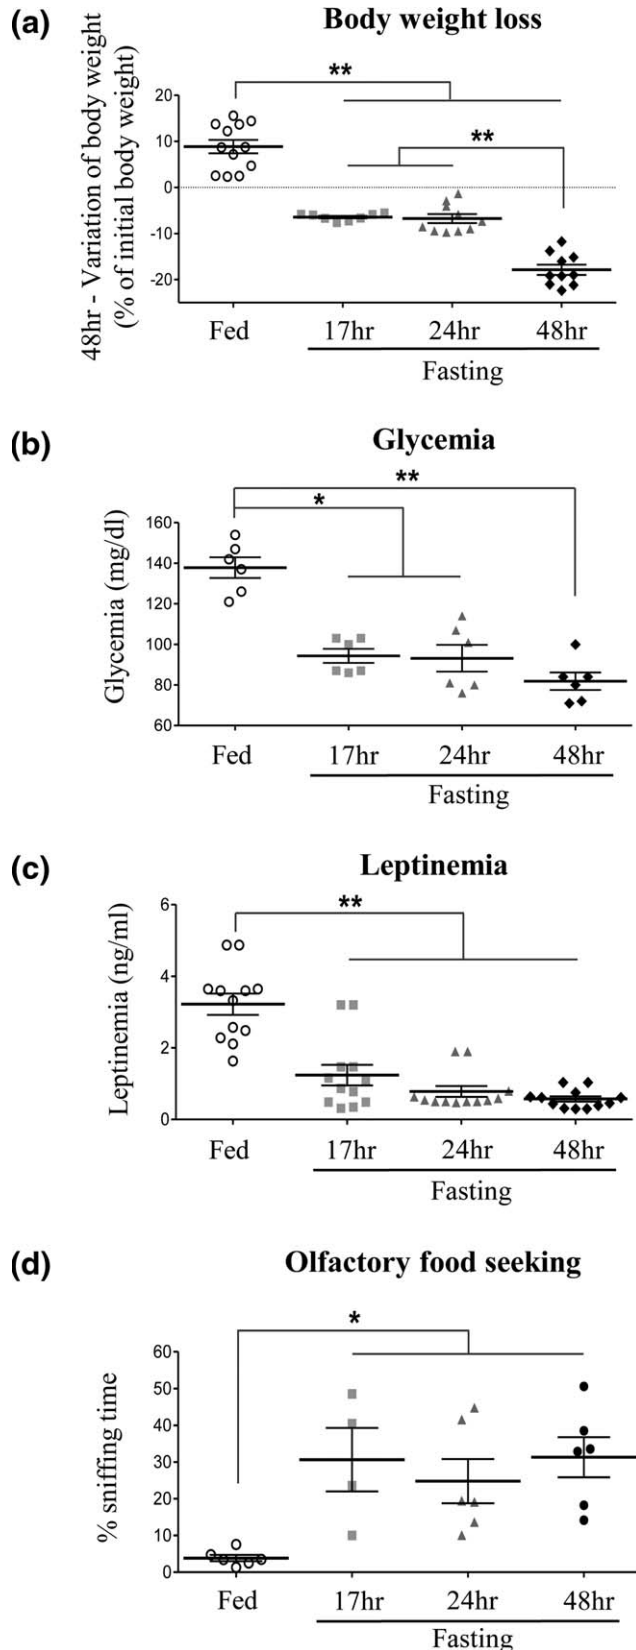 (a) Body weight loss
48hr - Variation of body weight
(% of initial body weight)
**
**
20
10
0
-10
-20
Fed 17hr 24hr 48hr
Fasting
(b) Glycemia
Glycemia (mg/dl)
**
*
160
140
120
100
80
60
Fed 17hr 24hr 48hr
Fasting
(c) Leptinemia
Leptinemia (ng/ml)
**
6
4
2
0
Fed 17hr 24hr 48hr
Fasting
(d) Olfactory food seeking
% sniffing time
*
60
50
40
30
20
10
0
Fed 17hr 24hr 48hr
Fasting